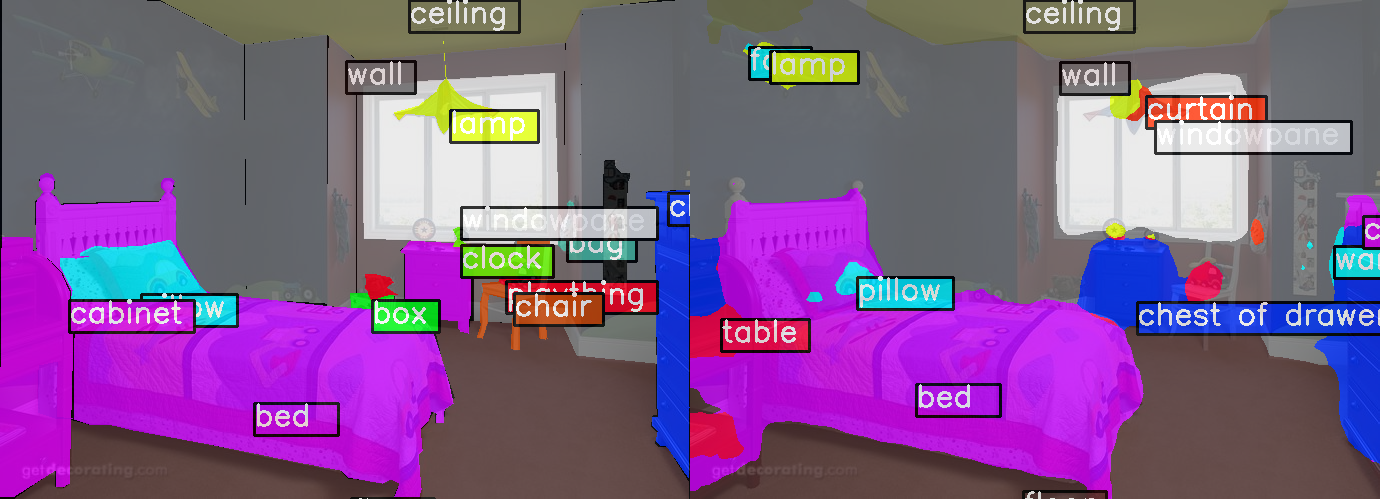 ceiling
wall
lamp
windowpane
bag
clock
plaything
chair
box
cabinet
bed
getdecorating.com
ceiling
lamp
wall
curtain
windowpane
pillow
chest of drawer
table
bed
getdecorating.com